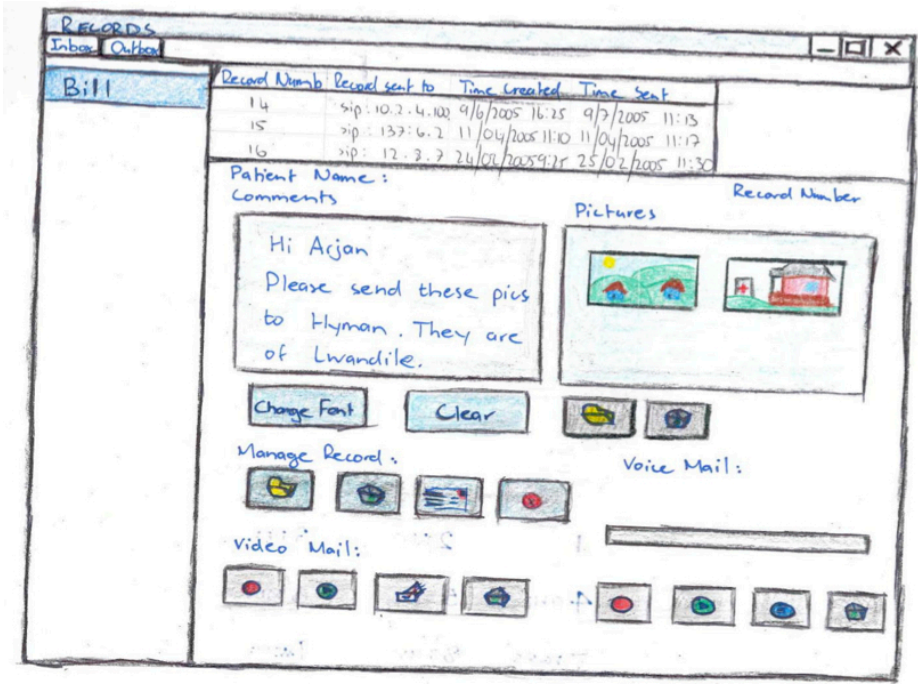 RECORDS
Inbox Outbox
Bill
Record Numb Record sent to Time Created Time Sent
14 sip: 10.2.4.100 9/6/2005 16:25 9/7/2005 11:13
15 sip: 137:6.2 11/04/2005 11:10 11/04/2005 11:17
16 sip: 12.8.7 24/02/2005 9:25 25/02/2005 11:30
Patient Name:
Record Number
Comments
Pictures
Hi Arjan
Please send these pics
to Hyman. They are
of Lwandile.
Change Font
Clear
Manage Record:
Voice Mail:
Video Mail: